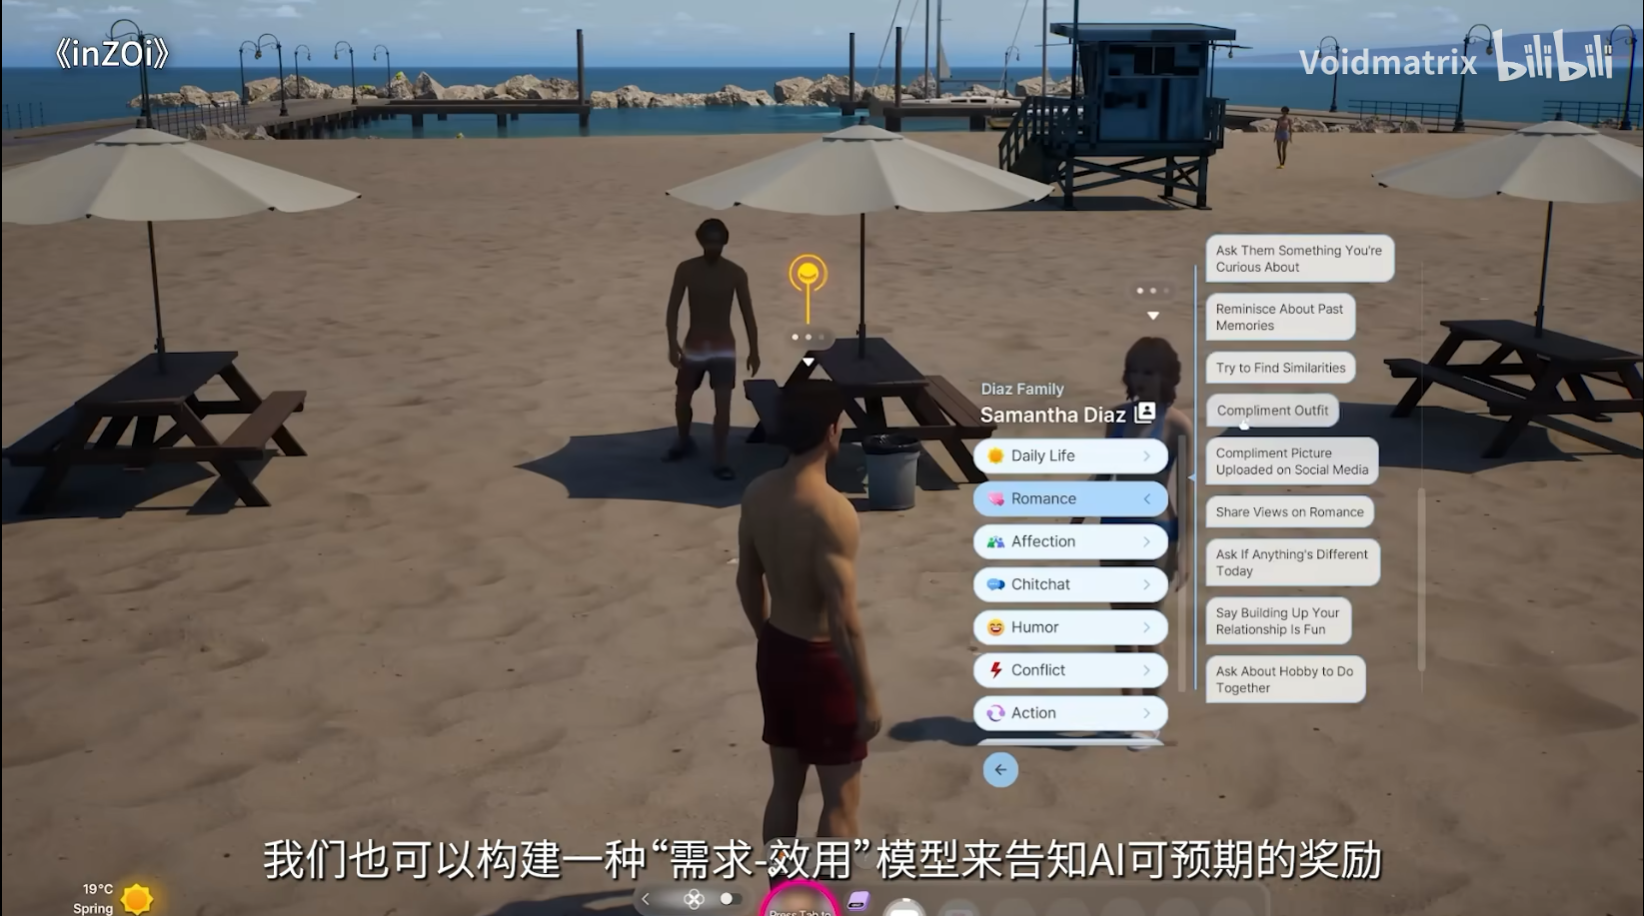 《inZOi》
Voidmatrix bilibili
Ask Them Something You're
Curious About
Reminisce About Past
Memories
Try to Find Similarities
Diaz Family
Samantha Diaz
Compliment Outfit
Daily Life
Compliment Picture
Uploaded on Social Media
Romance
Share Views on Romance
Affection
Ask If Anything's Different
Today
Chitchat
Humor
Say Building Up Your
Relationship Is Fun
Conflict
Ask About Hobby to Do
Together
Action
我们也可以构建一种“需求-效用”模型来告知AI可预期的奖励
19°C
Spring
Press Tab to